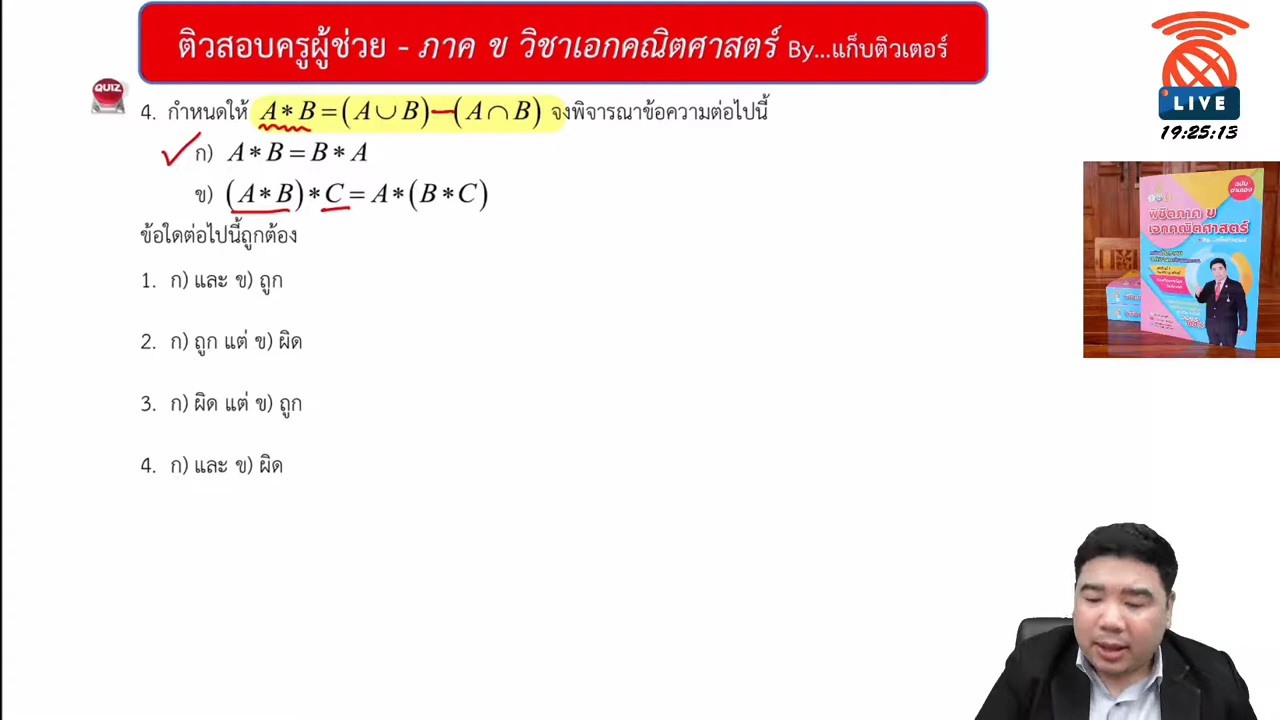 ติวสอบครูผู้ช่วย - ภาค ข วิชาเอกคณิตศาสตร์ By...แก็บติวเตอร์
LIVE
19:25:13
QUIZ
4. กำหนดให้ A * B = (A ∪ B) − (A ∩ B) จงพิจารณาข้อความต่อไปนี้
ก) A * B = B * A
ข) (A * B) * C = A * (B * C)
ข้อใดต่อไปนี้ถูกต้อง
1. ก) และ ข) ถูก
2. ก) ถูก แต่ ข) ผิด
3. ก) ผิด แต่ ข) ถูก
4. ก) และ ข) ผิด
พิชิตภาค ข
เอกคณิตศาสตร์